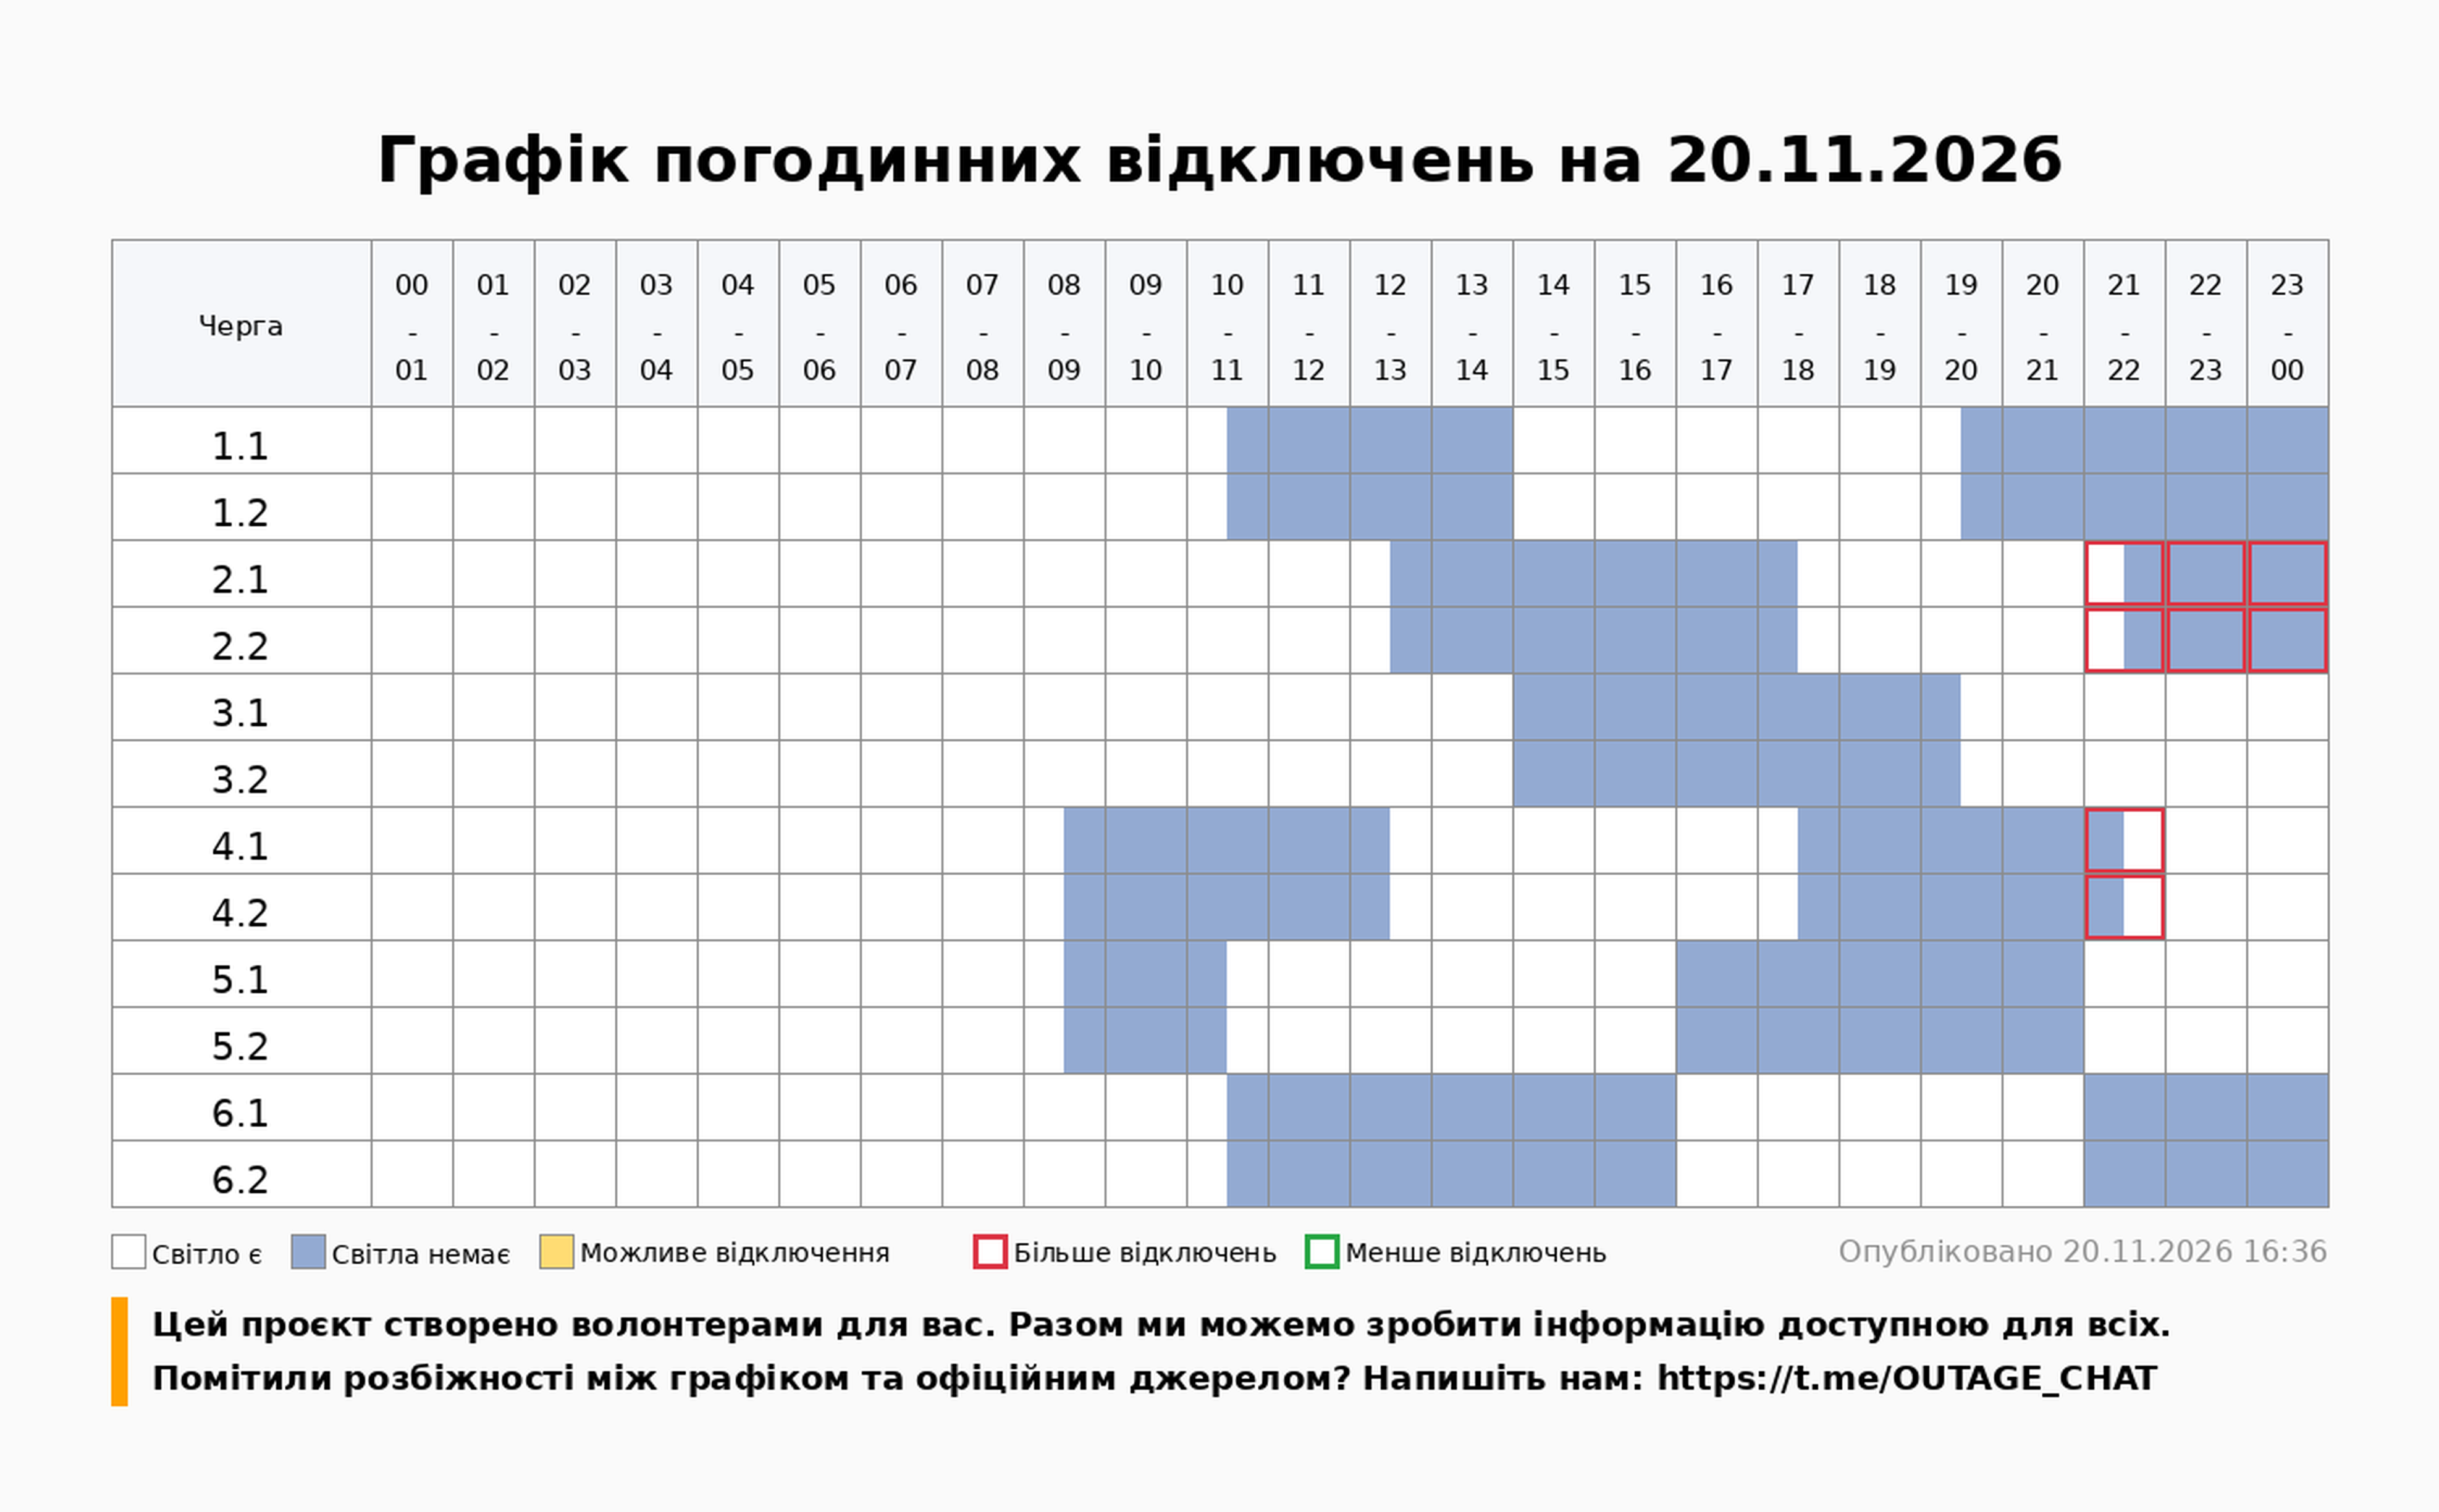 Графік погодинних відключень на 20.11.2026
Черга 00 - 01 01 - 02 02 - 03 03 - 04 04 - 05 05 - 06 06 - 07 07 - 08 08 - 09 09 - 10 10 - 11 11 - 12 12 - 13 13 - 14 14 - 15 15 - 16 16 - 17 17 - 18 18 - 19 19 - 20 20 - 21 21 - 22 22 - 23 23 - 00
1.1
1.2
2.1
2.2
3.1
3.2
4.1
4.2
5.1
5.2
6.1
6.2
Світло є Світла немає Можливе відключення Більше відключень Менше відключень Опубліковано 20.11.2026 16:36
Цей проєкт створено волонтерами для вас. Разом ми можемо зробити інформацію доступною для всіх.
Помітили розбіжності між графіком та офіційним джерелом? Напишіть нам: https://t.me/OUTAGE_CHAT